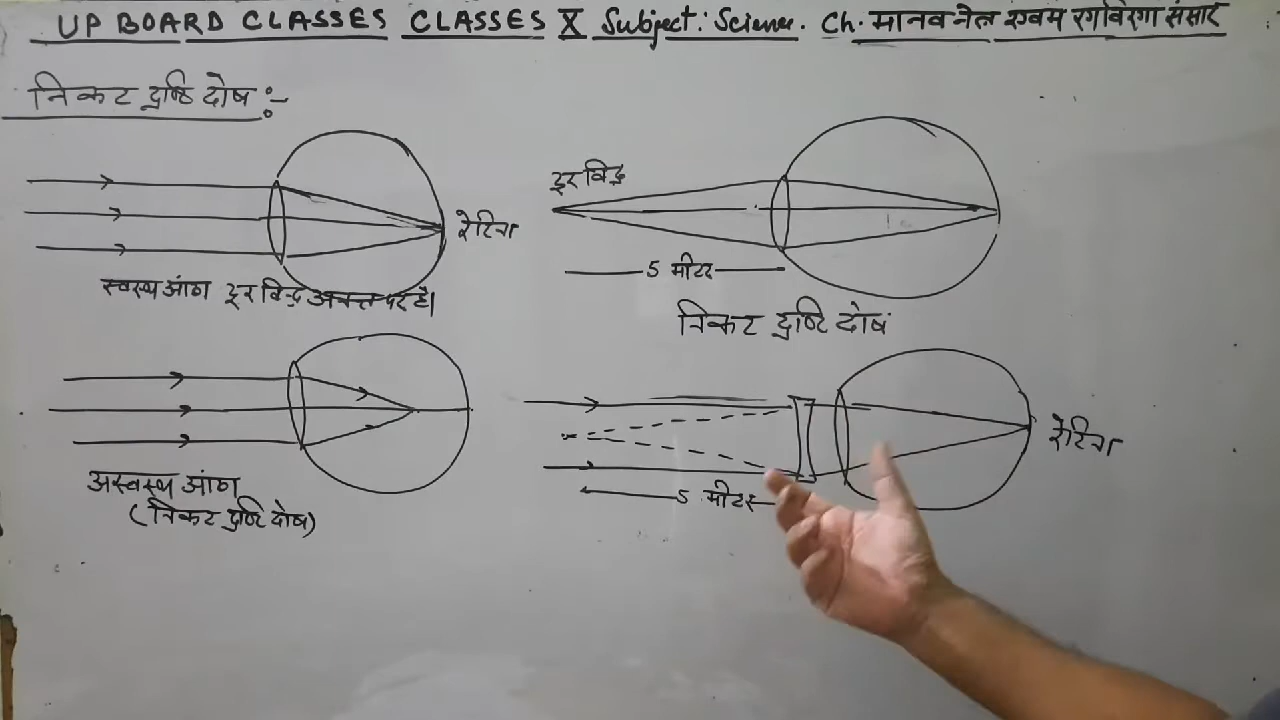 UP BOARD CLASSES CLASSES X Subject: Science. Ch. मानव नेत्र एवम रंगबिरंगा संसार
निकट दृष्टि दोष :-
दूर बिंदु
रेटिना
5 मीटर
स्वस्थ आंख दूर बिन्दु अनन्त पर है।
निकट दृष्टि दोष
रेटिना
अस्वस्थ आंख
(निकट दृष्टि दोष)
5 मीटर